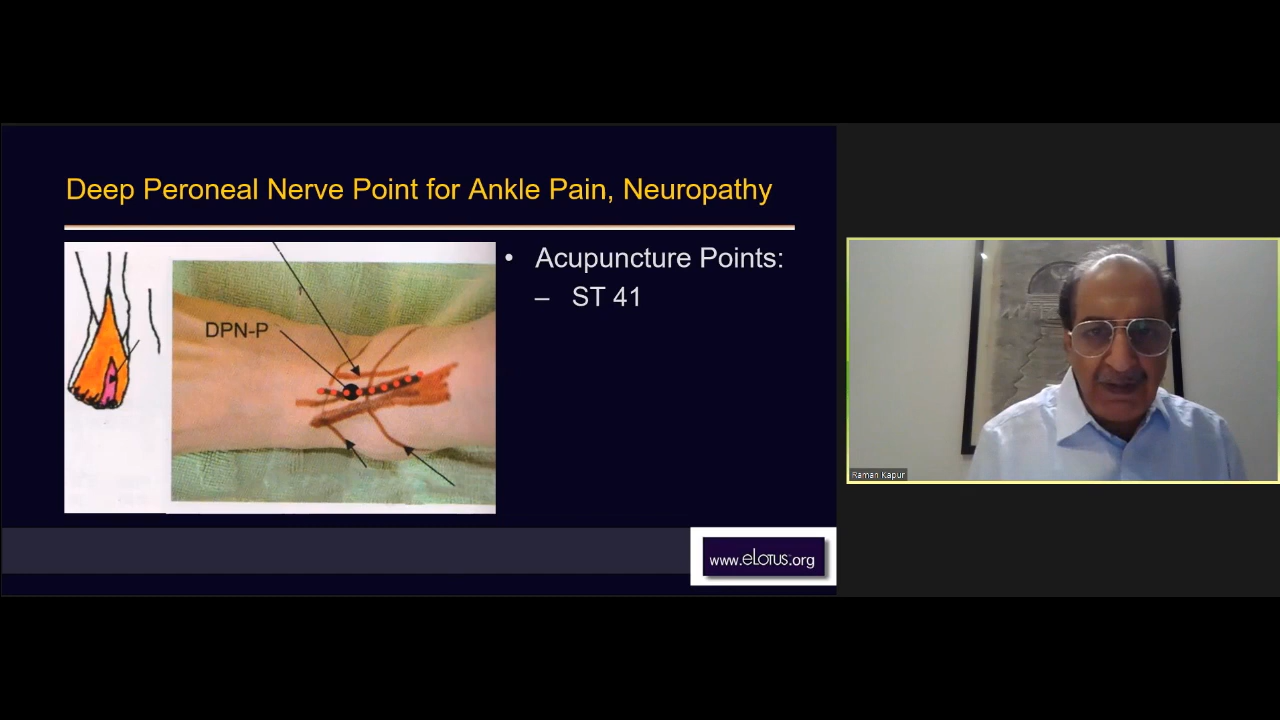 Deep Peroneal Nerve Point for Ankle Pain, Neuropathy
DPN-P
• Acupuncture Points:
– ST 41
www.eLotus.org
Raman Kapur